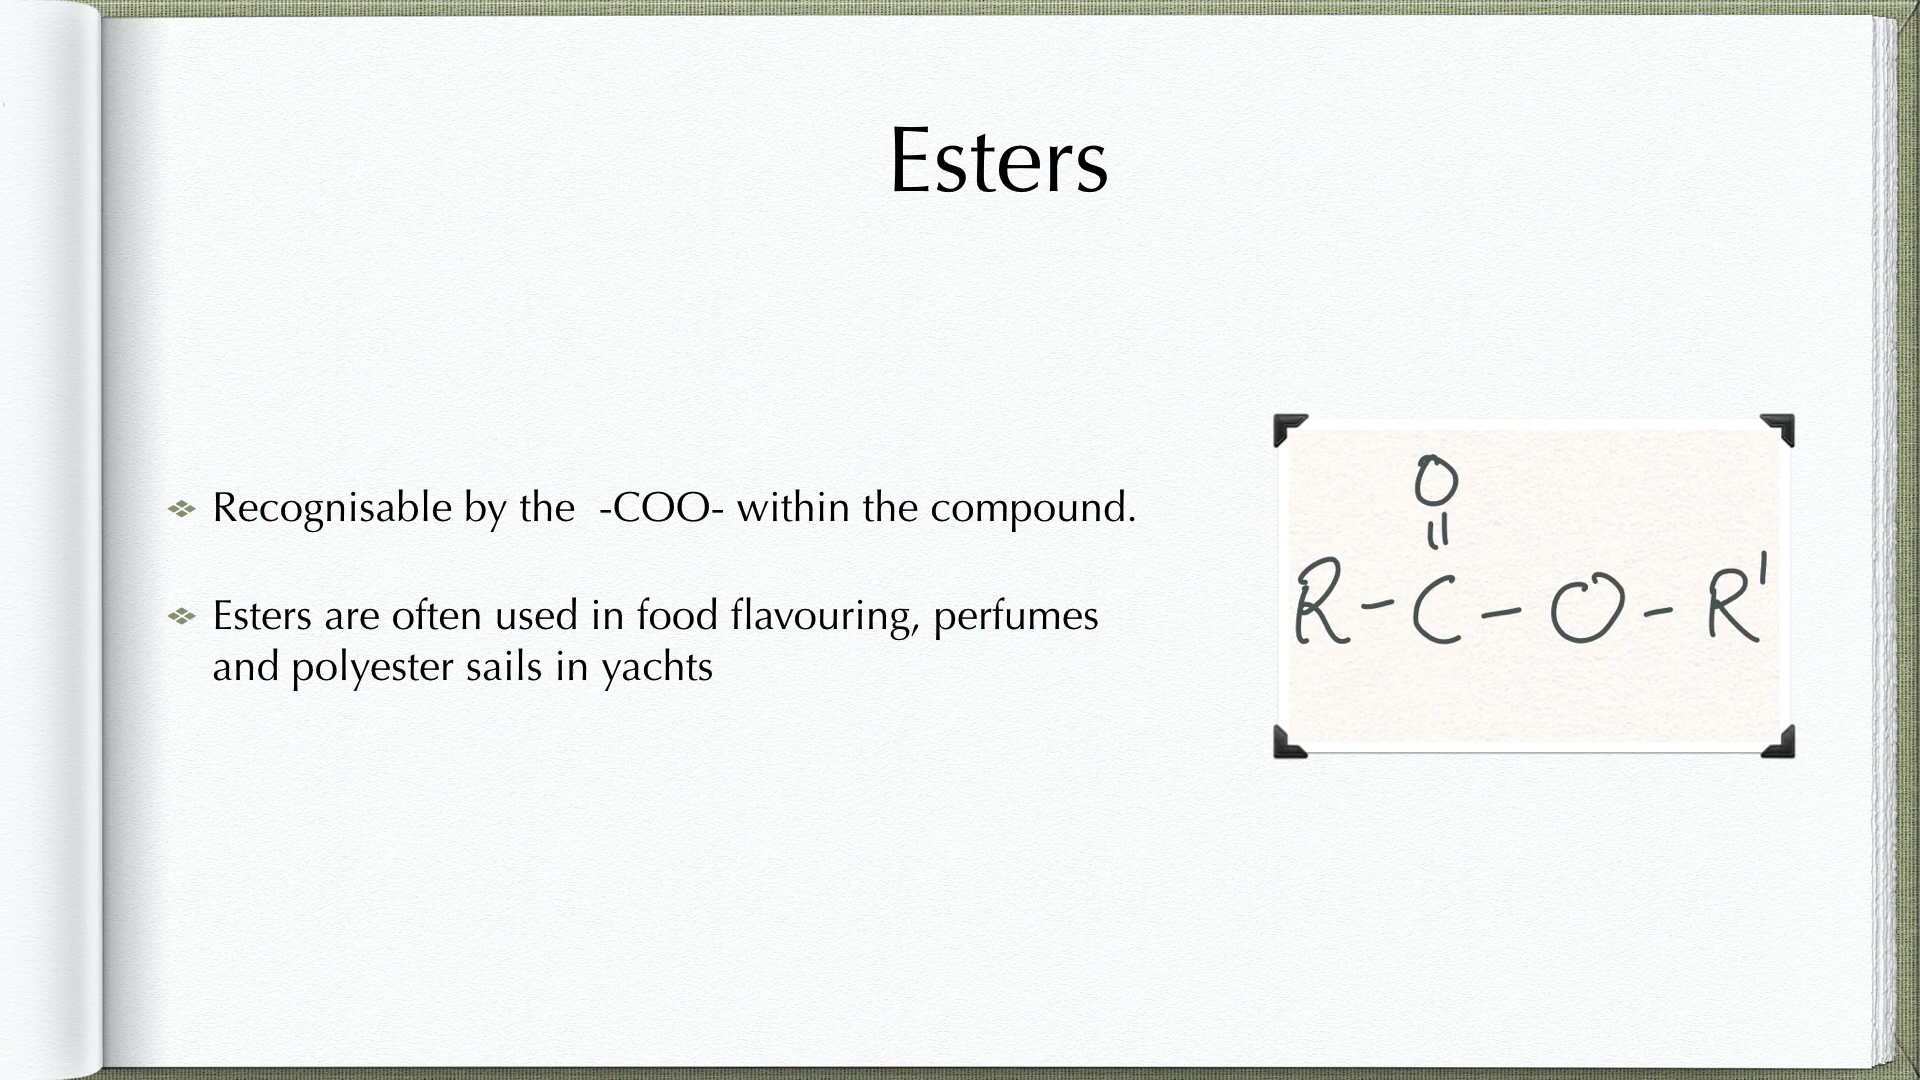 Esters
Recognisable by the -COO- within the compound.
Esters are often used in food flavouring, perfumes
and polyester sails in yachts
O
||
R - C - O - R'